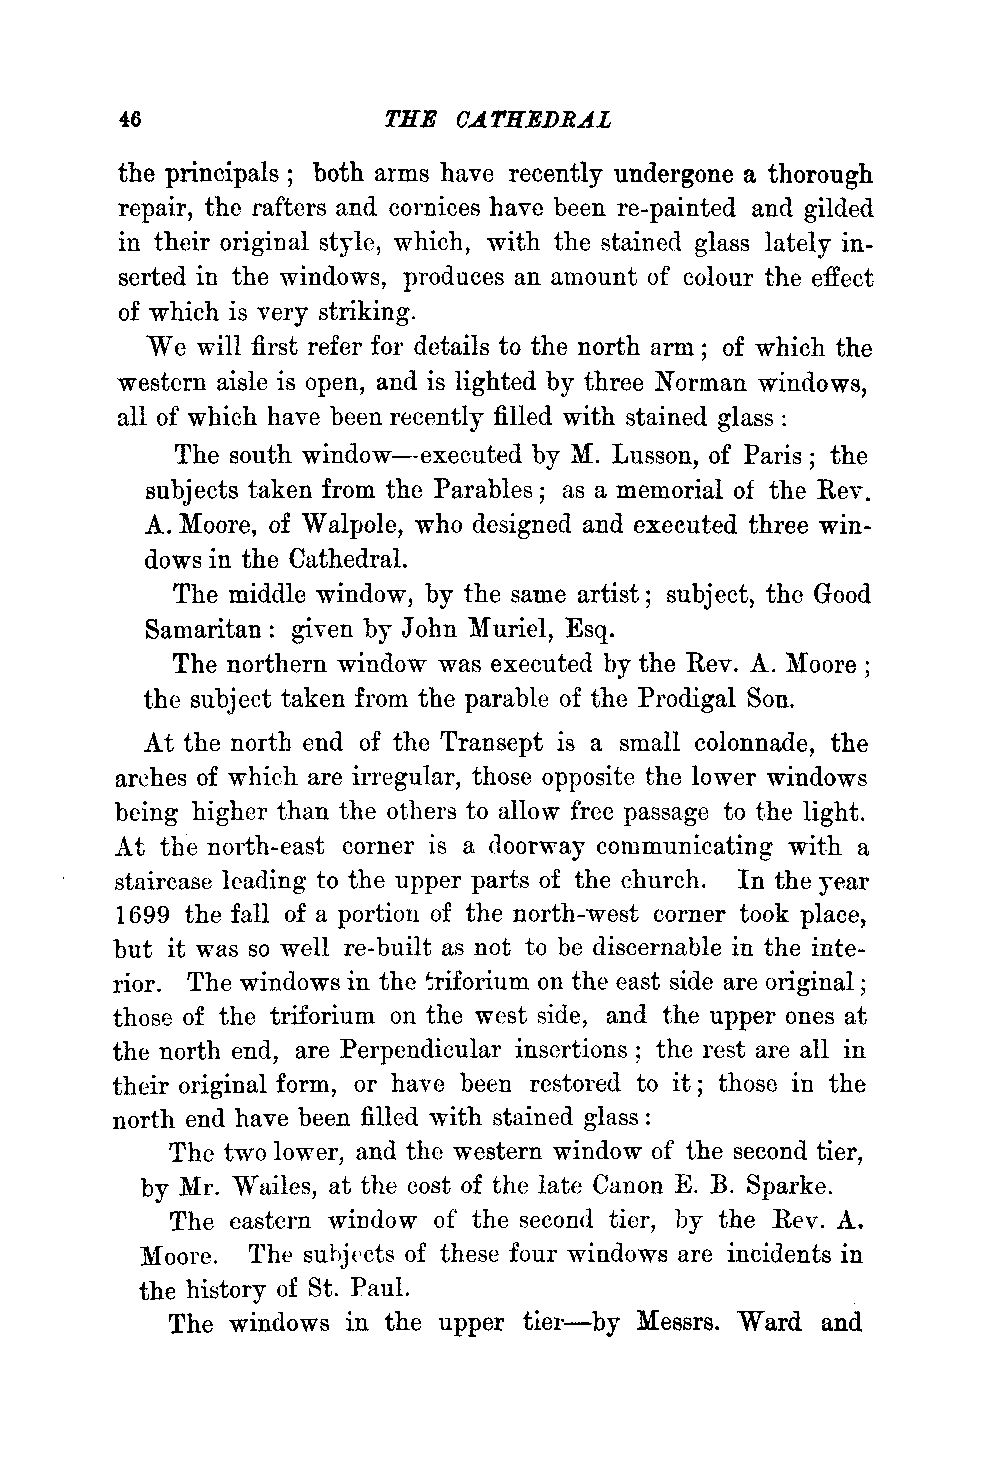 46 THE CATHEDRAL
the principals ; both arms have recently undergone a thorough
repair, the rafters and cornices have been re-painted and gilded
in their original style, which, with the stained glass lately in-
serted in the windows, produces an amount of colour the effect
of which is very striking.
We will first refer for details to the north arm ; of which the
western aisle is open, and is lighted by three Norman windows,
all of which have been recently filled with stained glass :
The south window—executed by M. Lusson, of Paris ; the
subjects taken from the Parables ; as a memorial of the Rev.
A. Moore, of Walpole, who designed and executed three win-
dows in the Cathedral.
The middle window, by the same artist ; subject, the Good
Samaritan : given by John Muriel, Esq.
The northern window was executed by the Rev. A. Moore ;
the subject taken from the parable of the Prodigal Son.
At the north end of the Transept is a small colonnade, the
arches of which are irregular, those opposite the lower windows
being higher than the others to allow free passage to the light.
At the north-east corner is a doorway communicating with a
staircase leading to the upper parts of the church. In the year
1699 the fall of a portion of the north-west corner took place,
but it was so well re-built as not to be discernable in the inte-
rior. The windows in the triforium on the east side are original ;
those of the triforium on the west side, and the upper ones at
the north end, are Perpendicular insertions ; the rest are all in
their original form, or have been restored to it ; those in the
north end have been filled with stained glass :
The two lower, and the western window of the second tier,
by Mr. Wailes, at the cost of the late Canon E. B. Sparke.
The eastern window of the second tier, by the Rev. A.
Moore. The subjects of these four windows are incidents in
the history of St. Paul.
The windows in the upper tier—by Messrs. Ward and